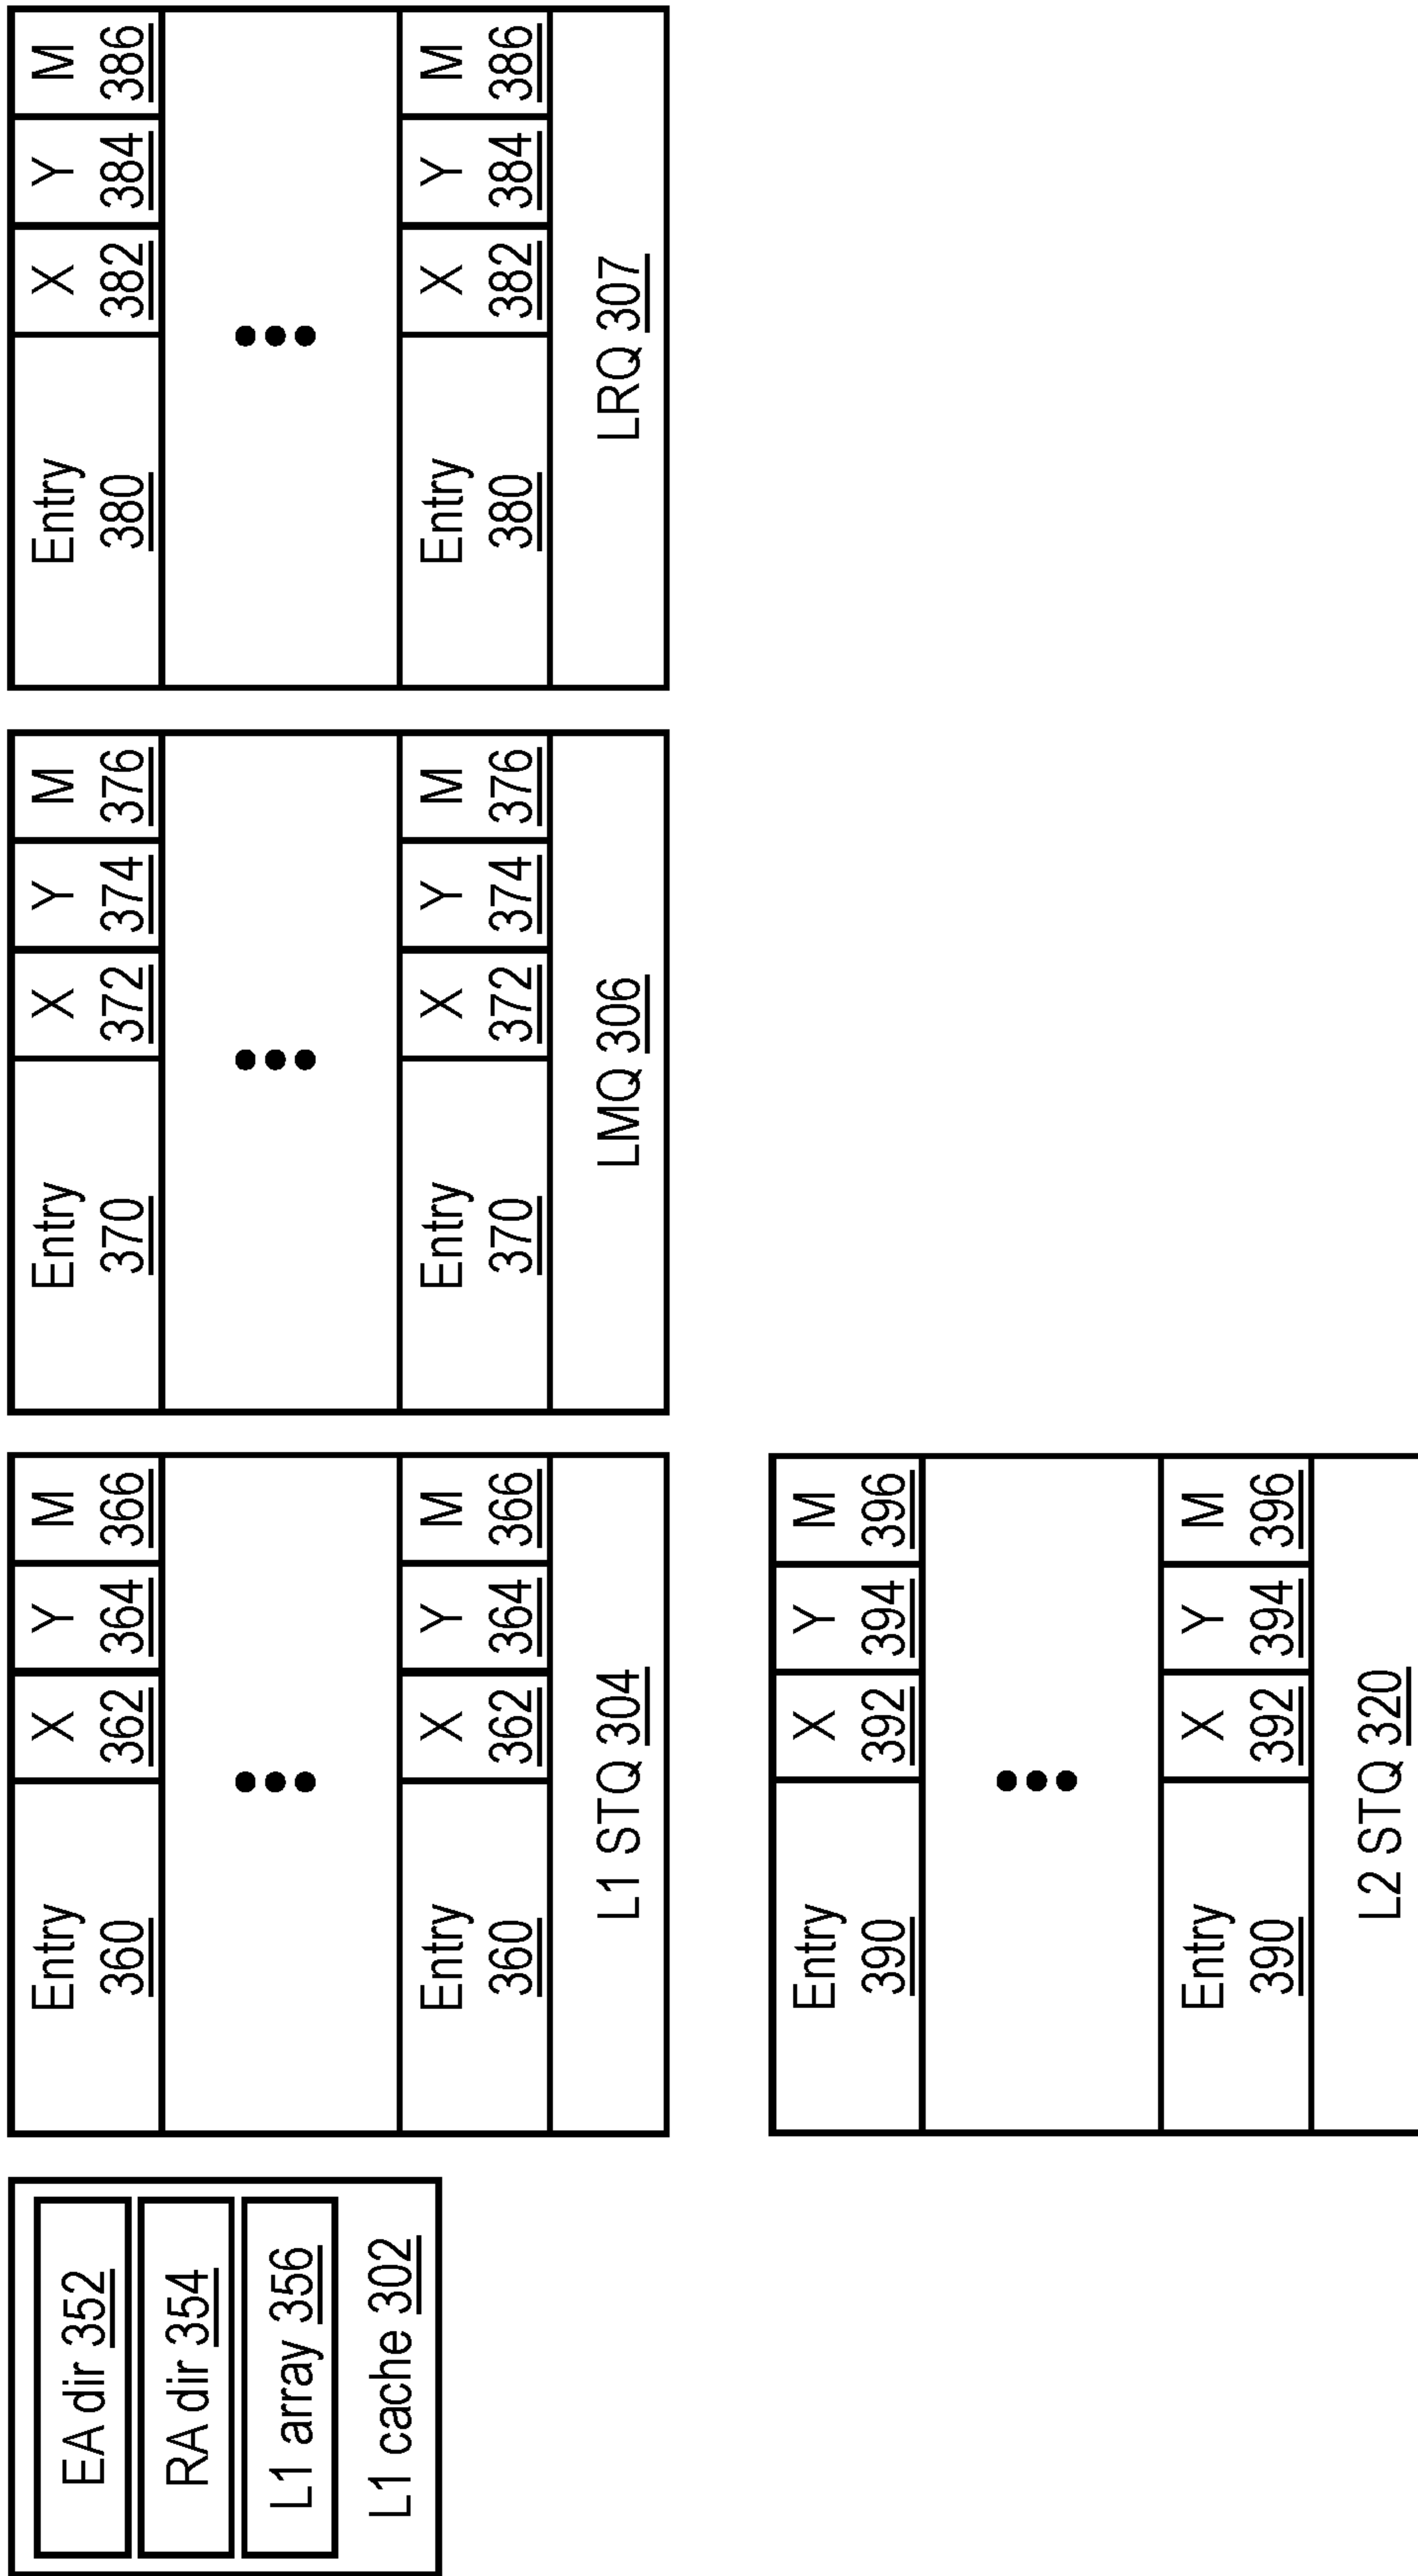 EA dir 352
RA dir 354
L1 array 356
L1 cache 302
Entry
360
X
362
Y
364
M
366
Entry
360
X
362
Y
364
M
366
L1 STQ 304
Entry
370
X
372
Y
374
M
376
Entry
370
X
372
Y
374
M
376
LMQ 306
Entry
380
X
382
Y
384
M
386
Entry
380
X
382
Y
384
M
386
LRQ 307
Entry
390
X
392
Y
394
M
396
Entry
390
X
392
Y
394
M
396
L2 STQ 320